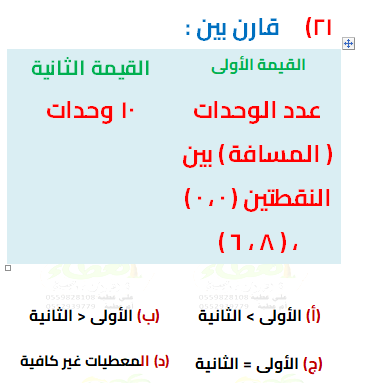 ٢١) قارن بين :
القيمة الأولى القيمة الثانية
عدد الوحدات ١٠ وحدات
( المسافة ) بين
النقطتين (٠،٠)
، (٨ ، ٦ )
(أ) الأولى > الثانية (ب) الأولى < الثانية
(ج) الأولى = الثانية (د) المعطيات غير كافية